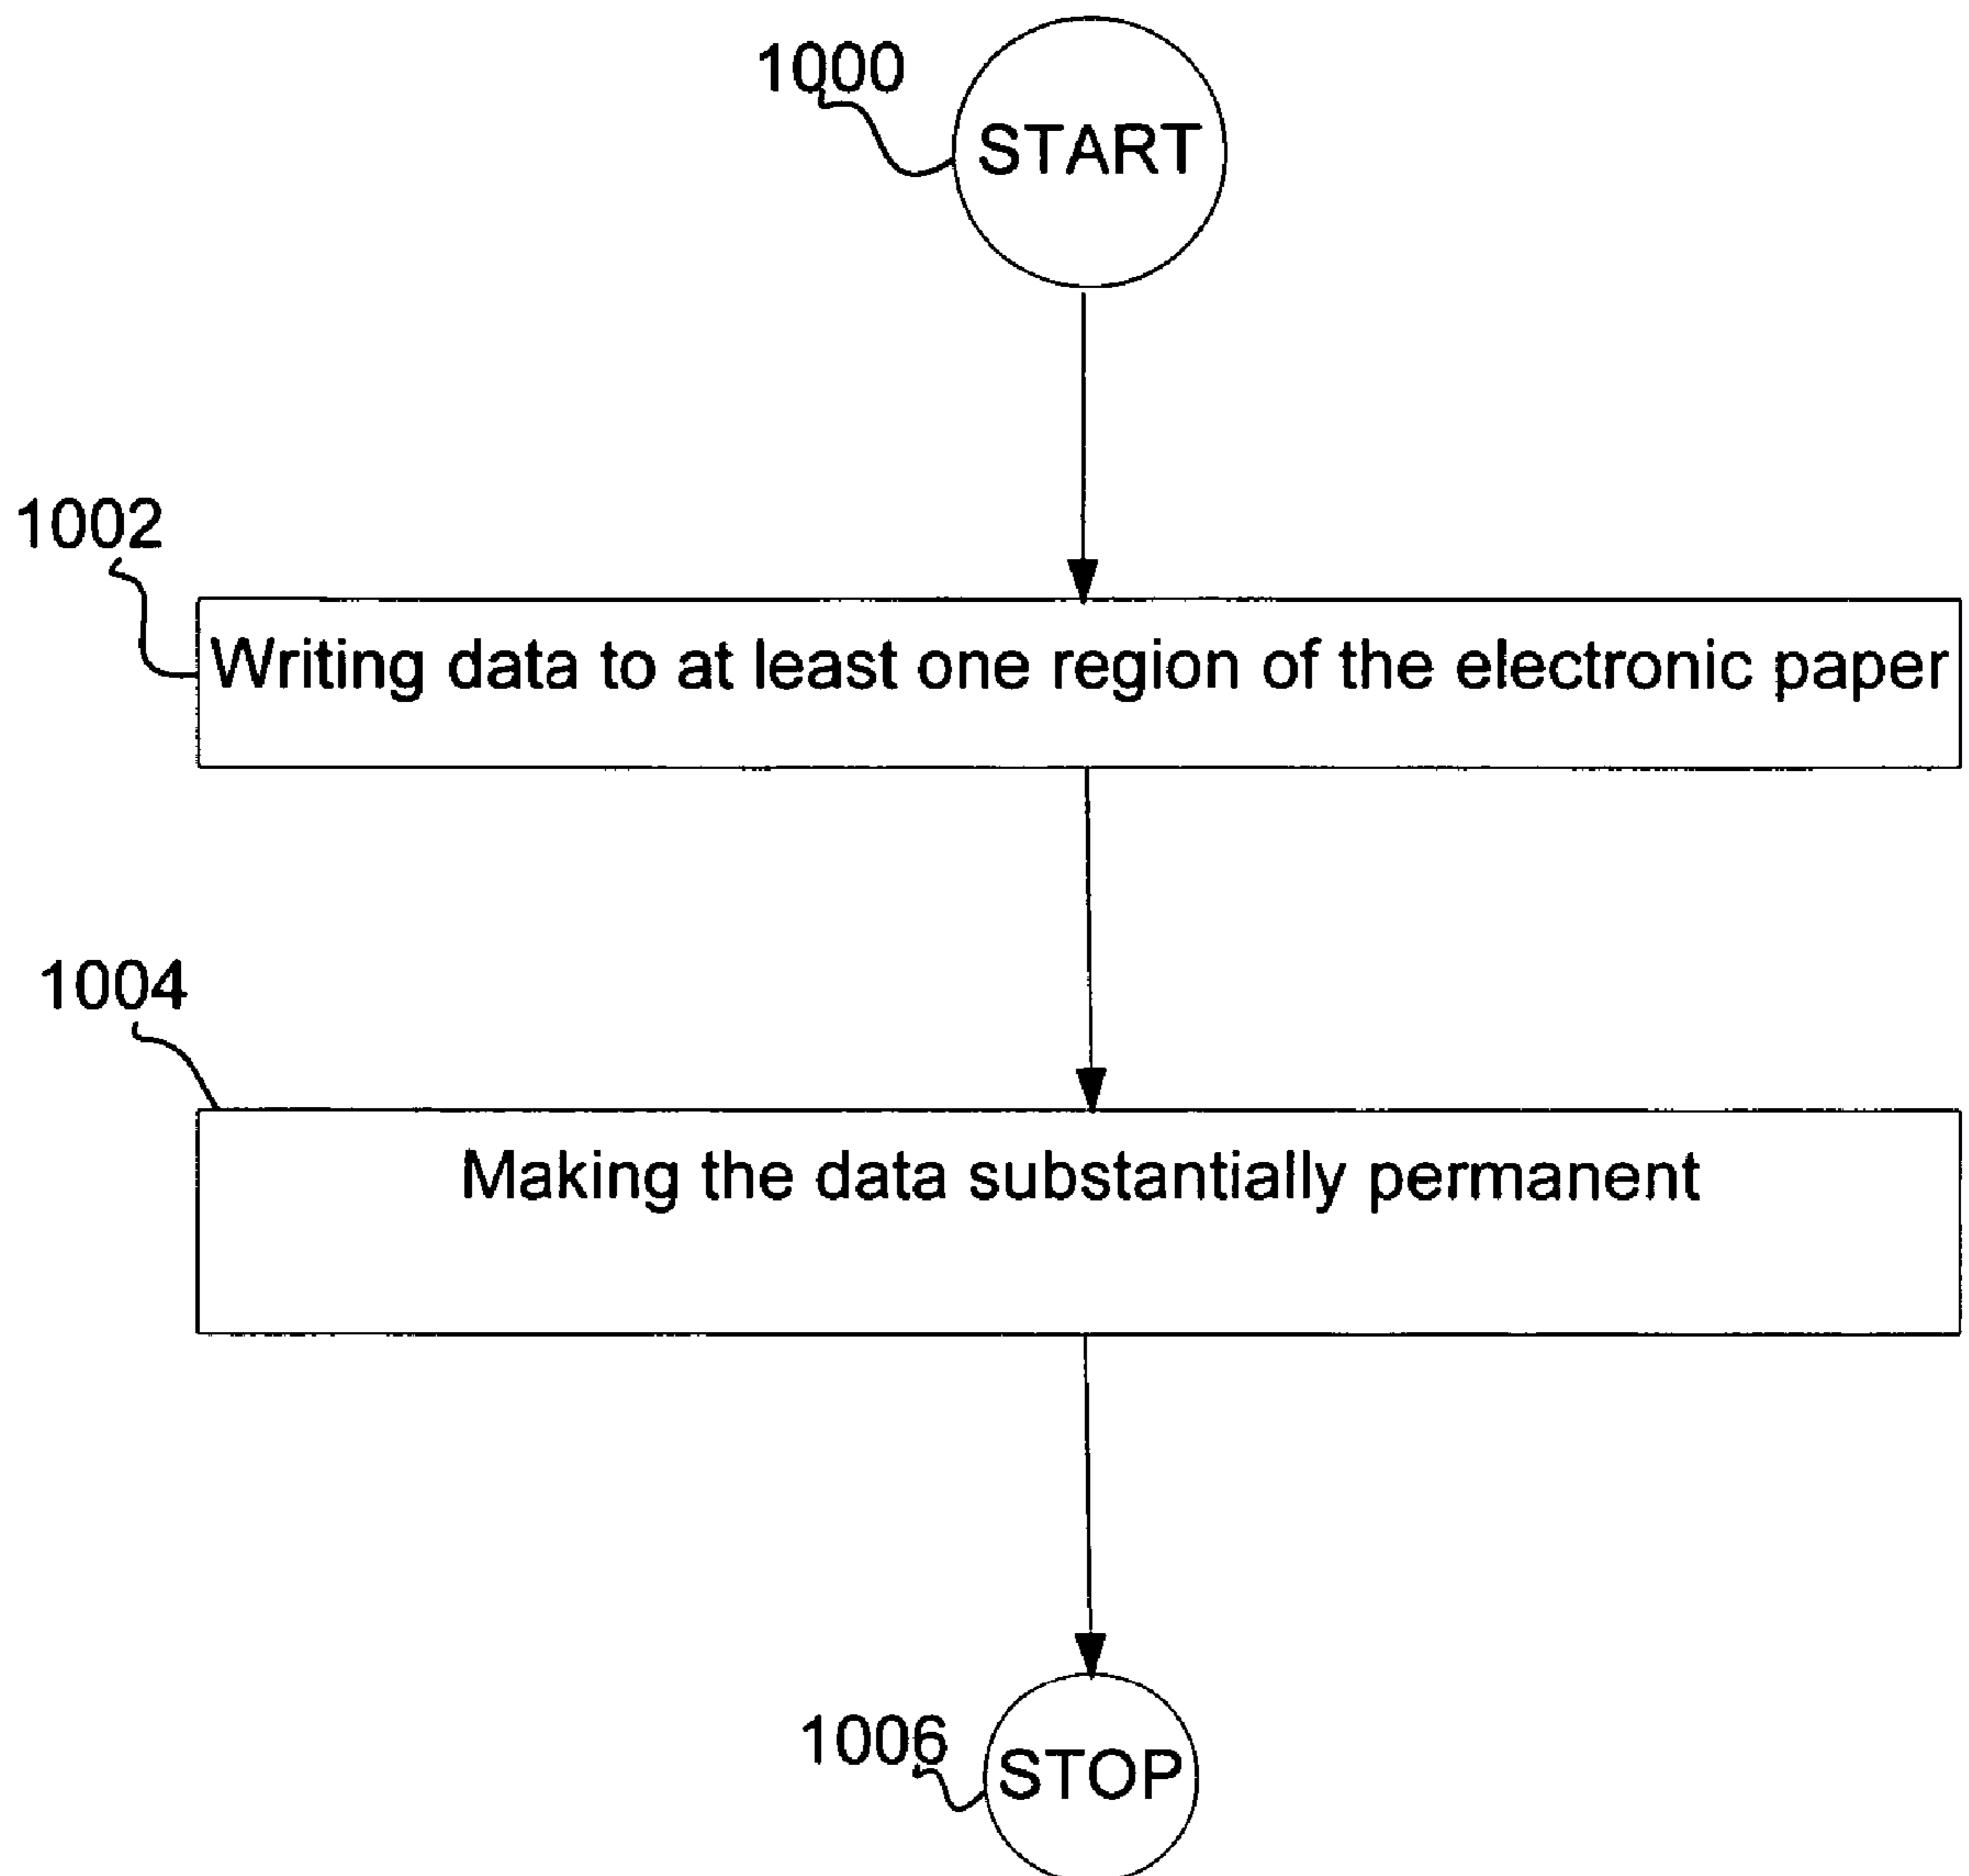 1000
START
1002
Writing data to at least one region of the electronic paper
1004
Making the data substantially permanent
1006
STOP